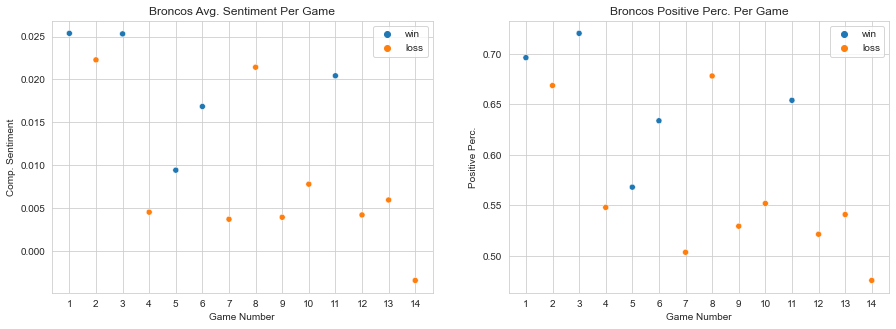 Broncos Avg. Sentiment Per Game
win
loss
0.025
0.020
0.015
0.010
0.005
0.000
Comp. Sentiment
1 2 3 4 5 6 7 8 9 10 11 12 13 14
Game Number
Broncos Positive Perc. Per Game
win
loss
0.70
0.65
0.60
0.55
0.50
Positive Perc.
1 2 3 4 5 6 7 8 9 10 11 12 13 14
Game Number